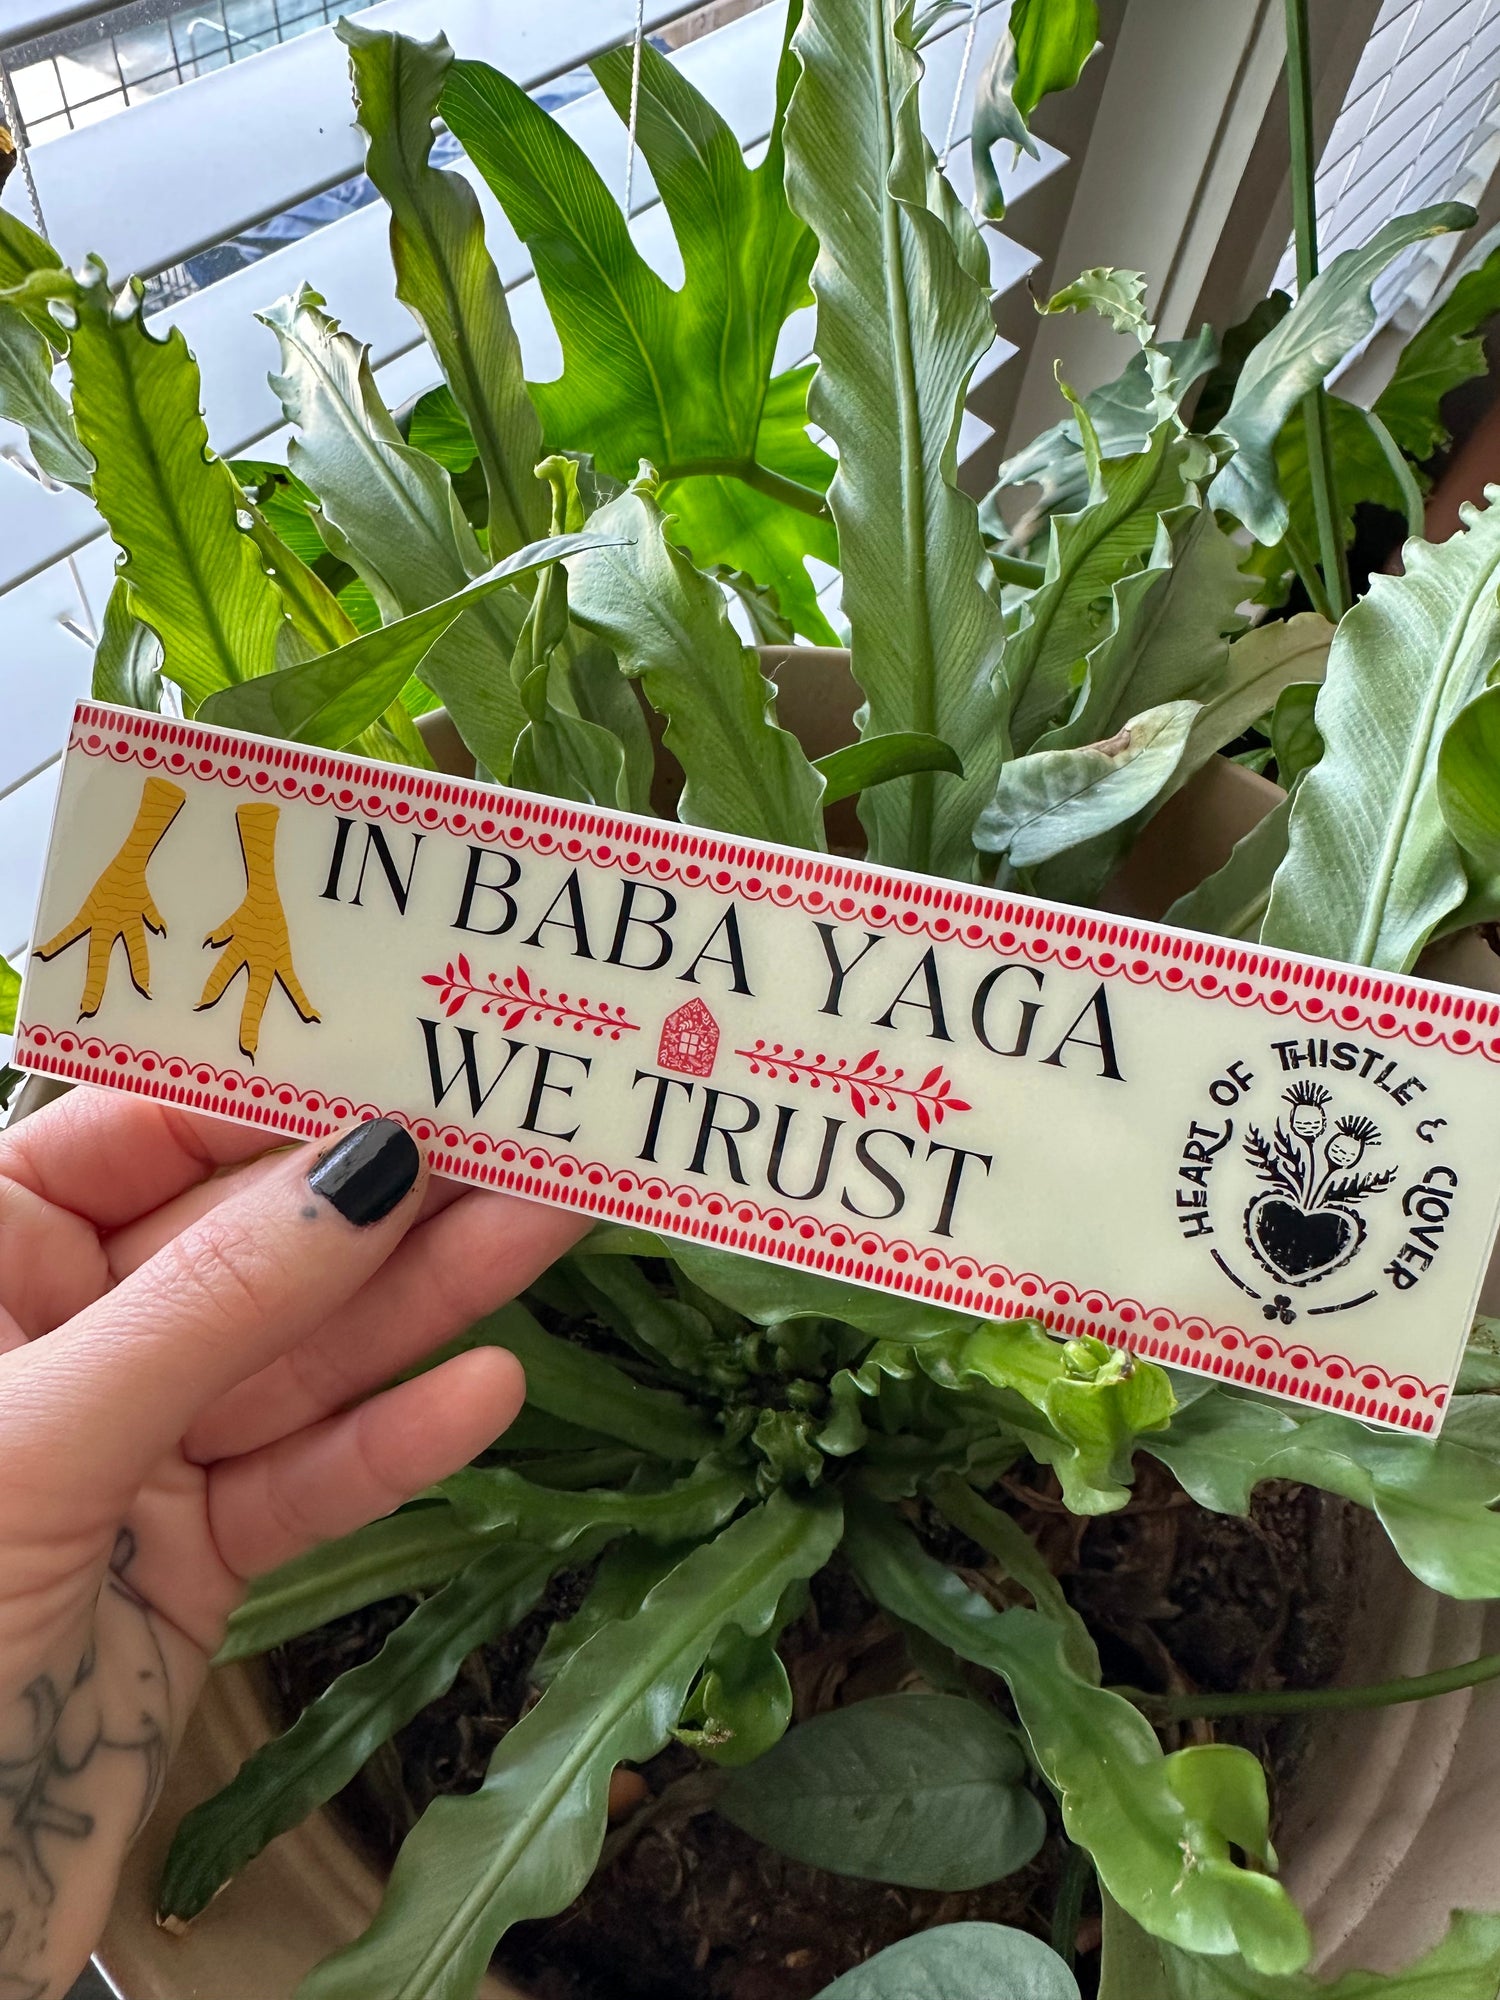 IN BABA YAGA
WE TRUST
HEART OF THISTLE & CLOVER